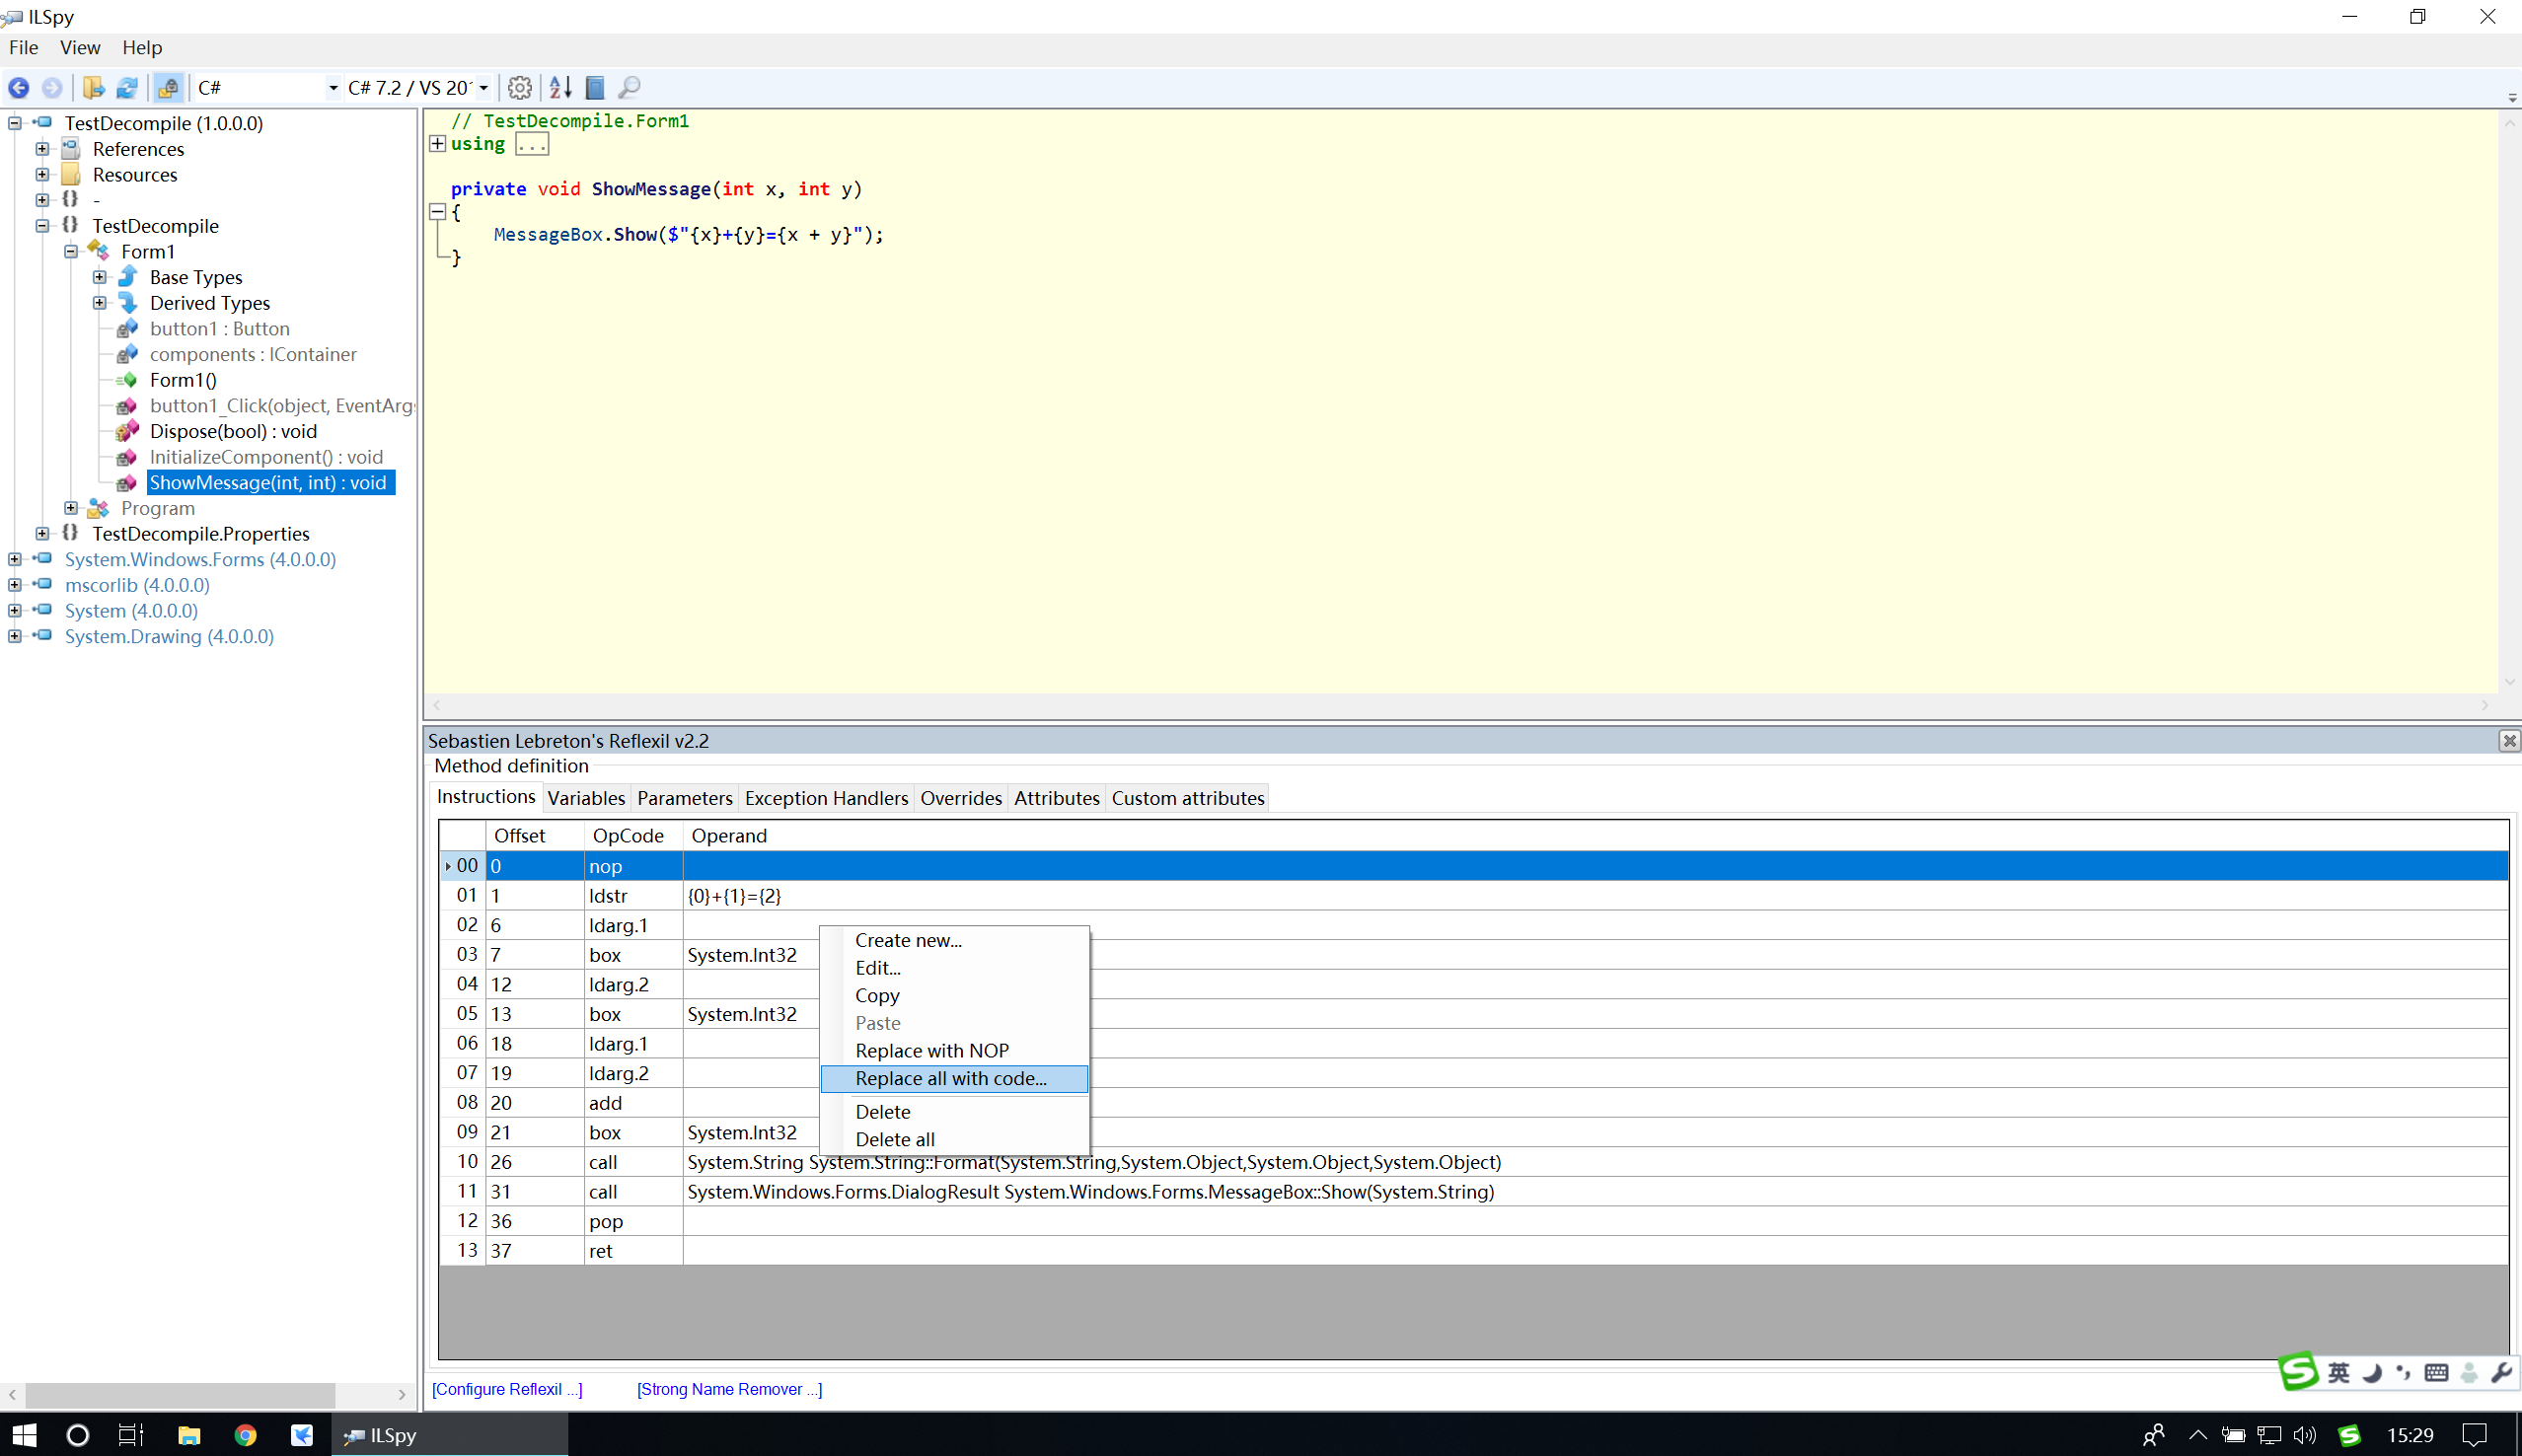 ILSpy
File View Help
C# C# 7.2 / VS 20
TestDecompile (1.0.0.0)
References
Resources
{} -
{} TestDecompile
Form1
Base Types
Derived Types
button1 : Button
components : IContainer
Form1()
button1_Click(object, EventArg
Dispose(bool) : void
InitializeComponent() : void
ShowMessage(int, int) : void
Program
{} TestDecompile.Properties
System.Windows.Forms (4.0.0.0)
mscorlib (4.0.0.0)
System (4.0.0.0)
System.Drawing (4.0.0.0)
// TestDecompile.Form1
using ...
private void ShowMessage(int x, int y)
{
MessageBox.Show($"{x}+{y}={x + y}");
}
Sebastien Lebreton's Reflexil v2.2
Method definition
Instructions Variables Parameters Exception Handlers Overrides Attributes Custom attributes
Offset OpCode Operand
00 0 nop
01 1 ldstr {0}+{1}={2}
02 6 ldarg.1
03 7 box System.Int32
04 12 ldarg.2
05 13 box System.Int32
06 18 ldarg.1
07 19 ldarg.2
08 20 add
09 21 box System.Int32
10 26 call System.String System.String::Format(System.String,System.Object,System.Object,System.Object)
11 31 call System.Windows.Forms.DialogResult System.Windows.Forms.MessageBox::Show(System.String)
12 36 pop
13 37 ret
Create new...
Edit...
Copy
Paste
Replace with NOP
Replace all with code...
Delete
Delete all
[Configure Reflexil ...] [Strong Name Remover ...]
英
ILSpy
15:29